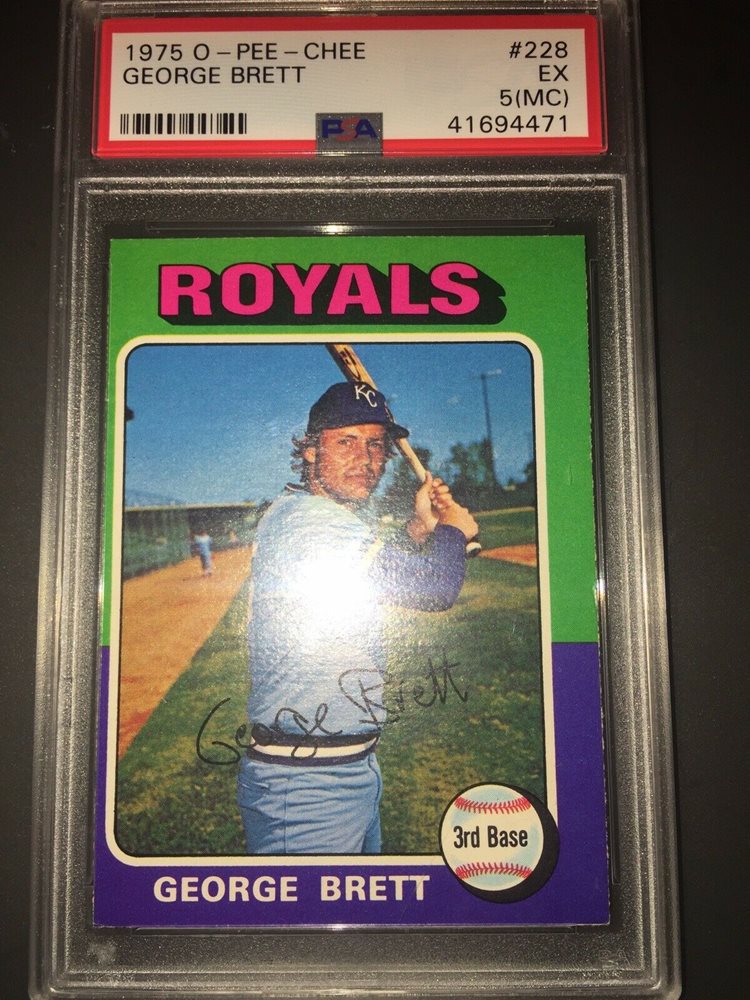 1975 O-PEE-CHEE #228
GEORGE BRETT EX
5(MC)
PSA 41694471
ROYALS
KC
George Brett
3rd Base
GEORGE BRETT